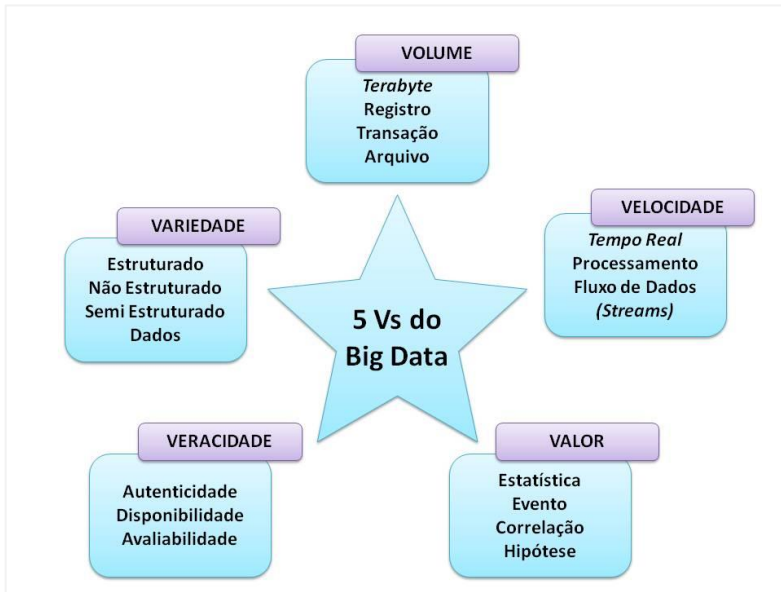 VOLUME
Terabyte
Registro
Transação
Arquivo
VELOCIDADE
Tempo Real
Processamento
Fluxo de Dados
(Streams)
VARIEDADE
Estruturado
Não Estruturado
Semi Estruturado
Dados
5 Vs do
Big Data
VERACIDADE
Autenticidade
Disponibilidade
Avaliabilidade
VALOR
Estatística
Evento
Correlação
Hipótese